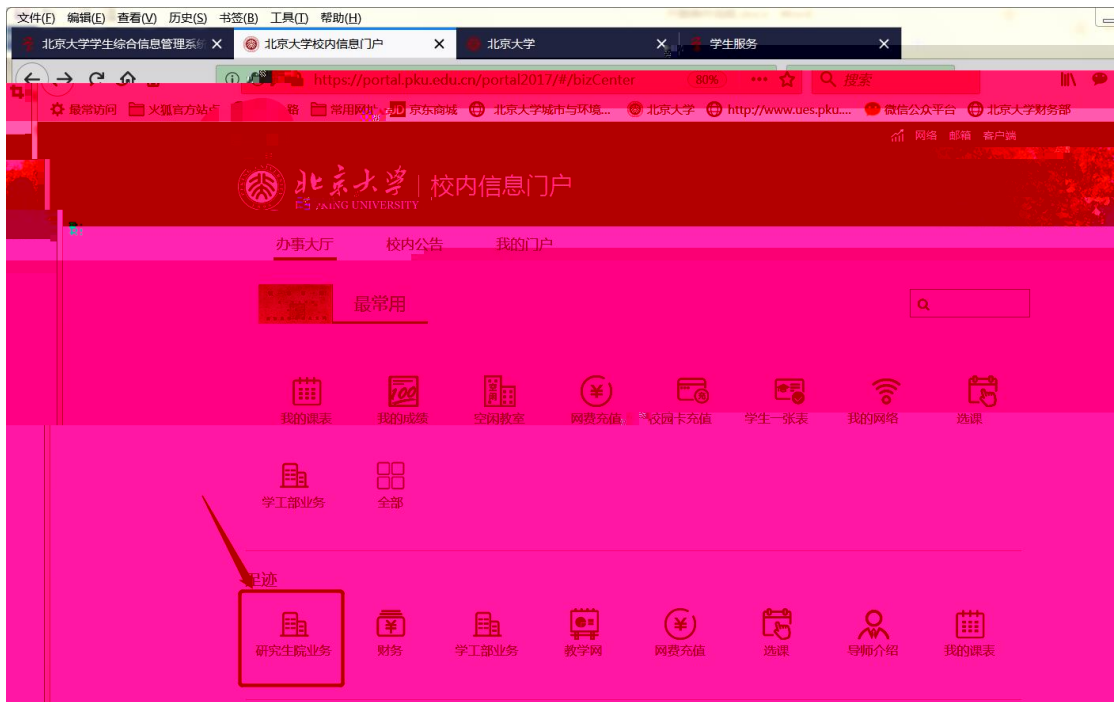 文件(F) 编辑(E) 查看(V) 历史(S) 书签(B) 工具(T) 帮助(H)
北京大学学生综合信息管理系统 北京大学校内信息门户 北京大学 学生服务
https://portal.pku.edu.cn/portal2017/#/bizCenter 80% 搜索
最常访问 火狐官方站点 常用网址 JD 京东商城 北京大学城市与环境... 北京大学 http://www.ues.pku.... 微信公众平台 北京大学财务部
网络 邮箱 客户端
北京大学 校内信息门户
UNIVERSITY
办事大厅 校内公告 我的门户
最常用
我的课表 我的成绩 空闲教室 网费充值 校园卡充值 学生一张表 我的网络 选课
学工部业务 全部
足迹
研究生院业务 财务 学工部业务 教学网 网费充值 选课 导师介绍 我的课表